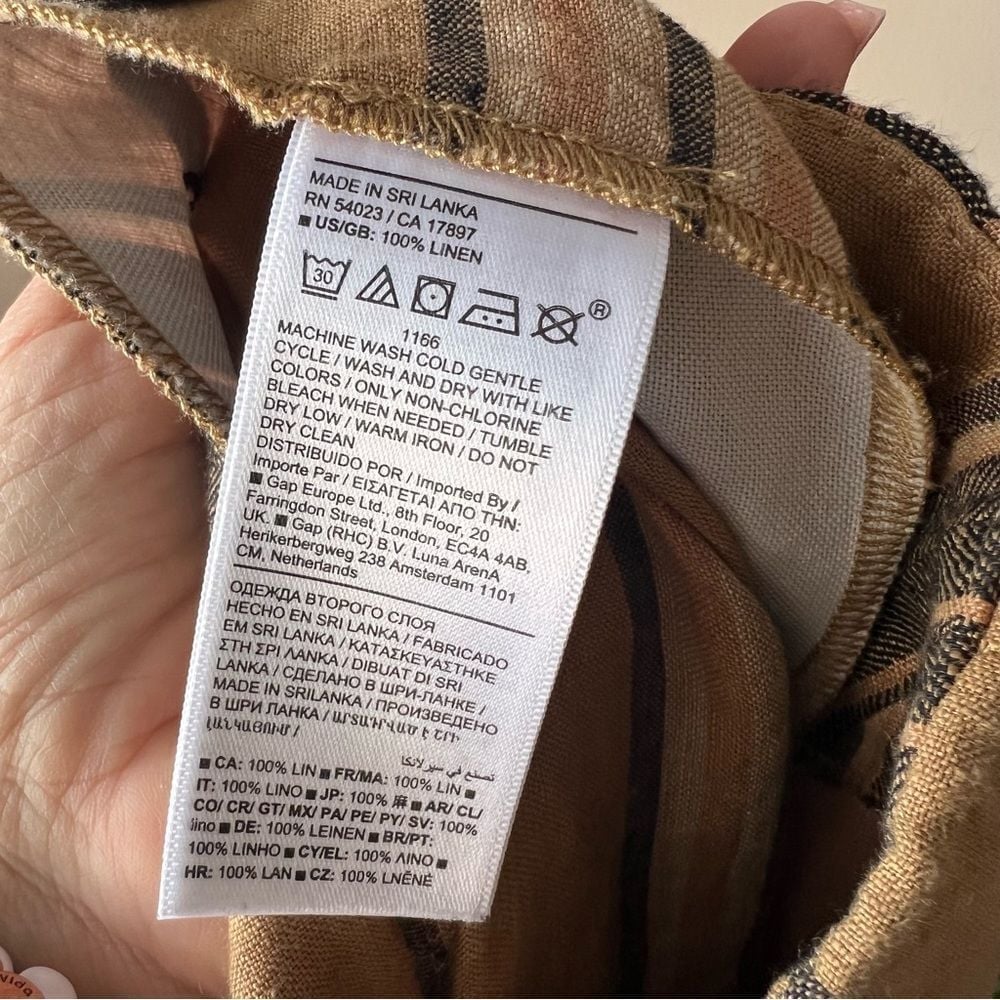 MADE IN SRI LANKA
RN 54023 / CA 17897
■ US/GB: 100% LINEN
30
®
1166
MACHINE WASH COLD GENTLE
CYCLE / WASH AND DRY WITH LIKE
COLORS / ONLY NON-CHLORINE
BLEACH WHEN NEEDED / TUMBLE
DRY LOW / WARM IRON / DO NOT
DRY CLEAN
DISTRIBUIDO POR / Imported By /
Importe Par / ΕΙΣΑΓΕΤΑΙ ΑΠΟ ΤΗΝ:
■ Gap Europe Ltd., 8th Floor, 20
Farringdon Street, London, EC4A 4AB,
UK. ■ Gap (RHC) B.V. Luna ArenA
Herikerbergweg 238 Amsterdam 1101
CM. Netherlands
ОДЕЖДА ВТОРОГО СЛОЯ
HECHO EN SRI LANKA / FABRICADO
EM SRI LANKA / ΚΑΤΑΣΚΕΥΑΣΤΗΚΕ
ΣΤΗ ΣΡΙ ΛΑΝΚΑ / DIBUAT DI SRI
LANKA / СДЕЛАНО В ШРИ-ЛАНКЕ /
MADE IN SRILANKA / ПРОИЗВЕДЕНО
В ШРИ ЛАНКА / ԱՐՏԱԴՐՎԱԾ Է ՇՐԻ
ԼԱՆԿԱՅՈՒՄ /
صنع في سيرلانكا
■ CA: 100% LIN ■ FR/MA: 100% LIN ■
IT: 100% LINO ■ JP: 100% 麻 ■ AR/ CL/
CO/ CR/ GT/ MX/ PA/ PE/ PY/ SV: 100%
lino ■ DE: 100% LEINEN ■ BR/PT:
100% LINHO ■ CY/EL: 100% ΛΙΝΟ ■
HR: 100% LAN ■ CZ: 100% LNĚNÉ